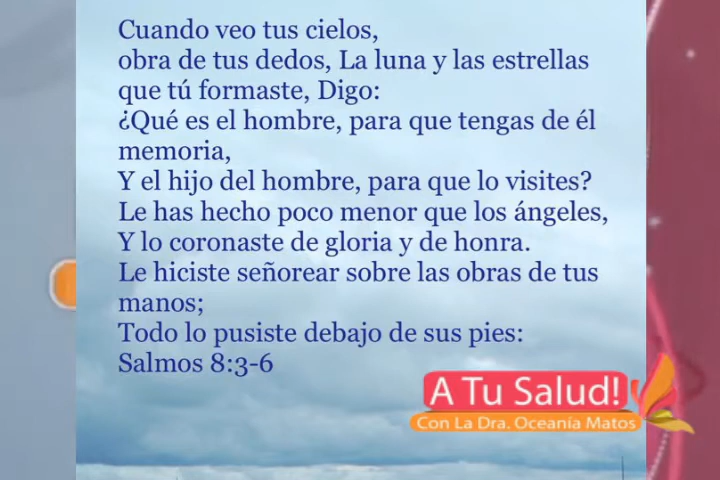 Cuando veo tus cielos,
obra de tus dedos, La luna y las estrellas
que tú formaste, Digo:
¿Qué es el hombre, para que tengas de él
memoria,
Y el hijo del hombre, para que lo visites?
Le has hecho poco menor que los ángeles,
Y lo coronaste de gloria y de honra.
Le hiciste señorear sobre las obras de tus
manos;
Todo lo pusiste debajo de sus pies:
Salmos 8:3-6
A Tu Salud!
Con La Dra. Oceanía Matos